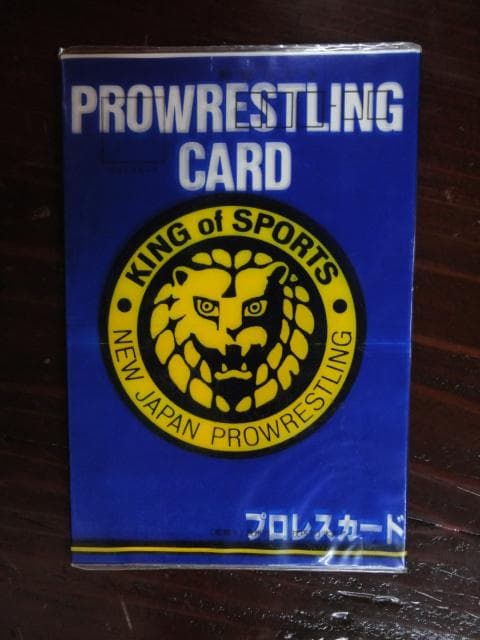 PROWRESTLING
CARD
KING of SPORTS
NEW JAPAN PROWRESTLING
プロレスカード